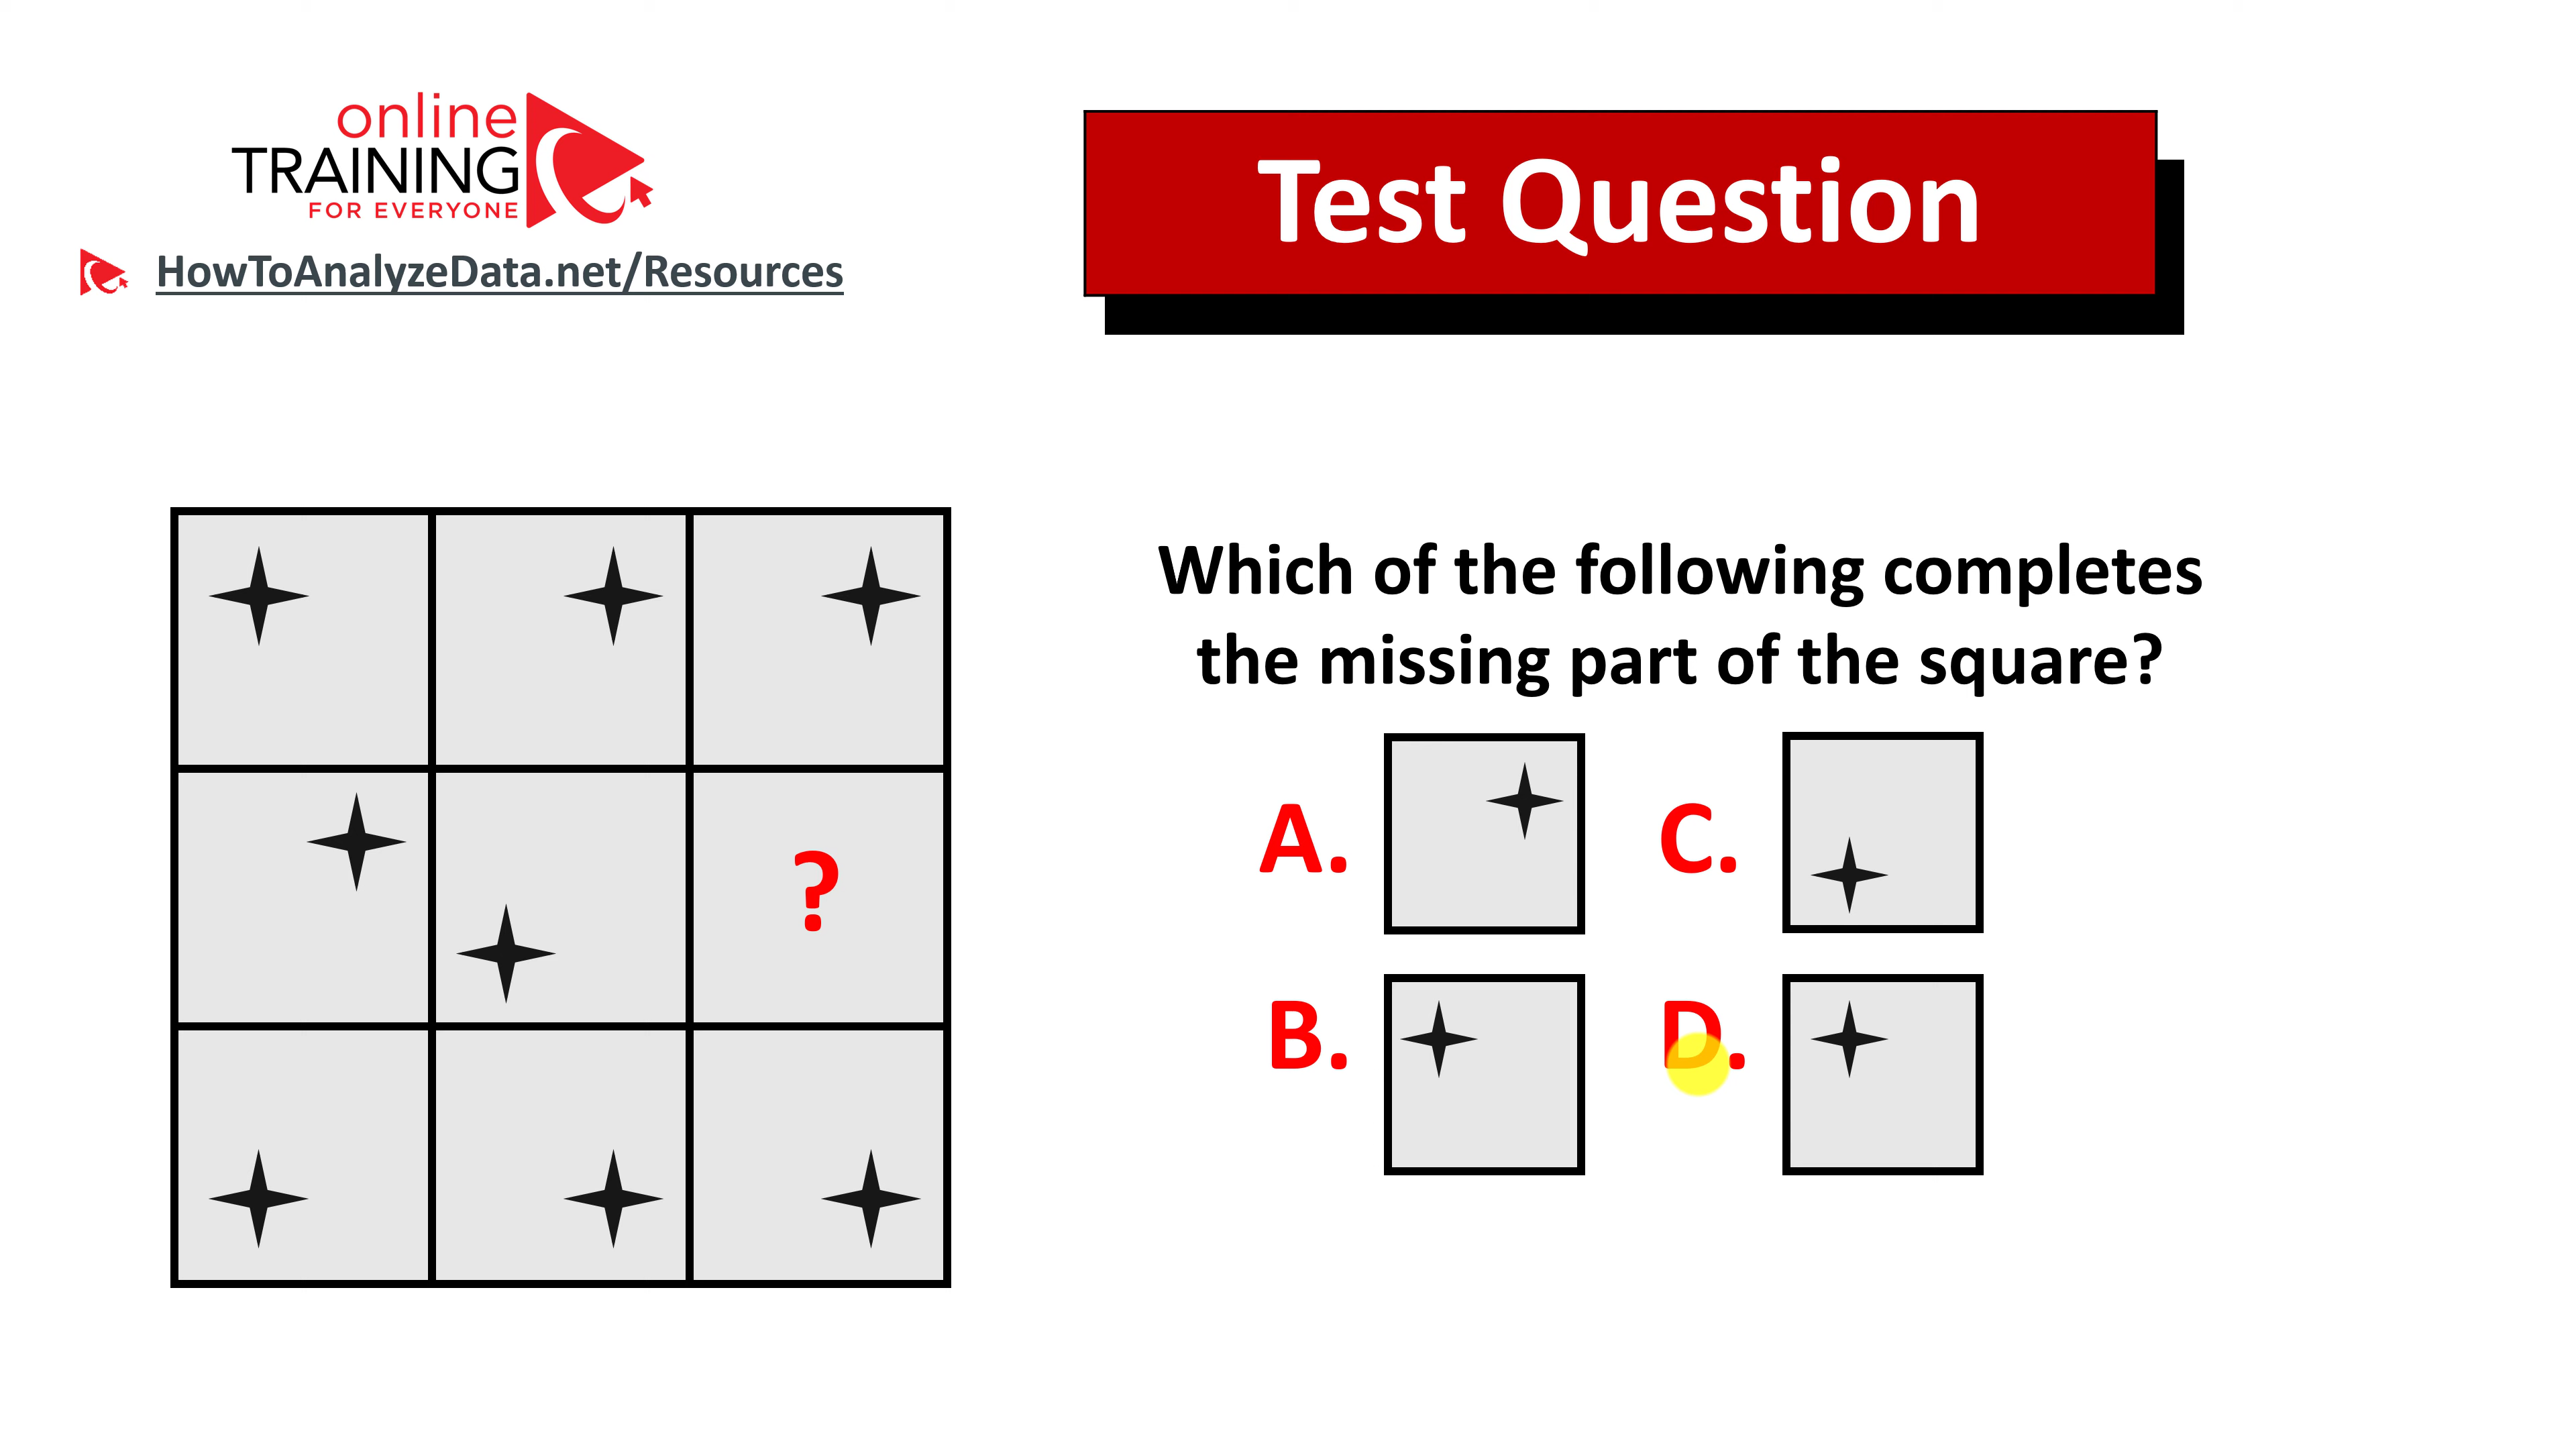 online
TRAINING
FOR EVERYONE
HowToAnalyzeData.net/Resources
Test Question
?
Which of the following completes
the missing part of the square?
A.
C.
B.
D.